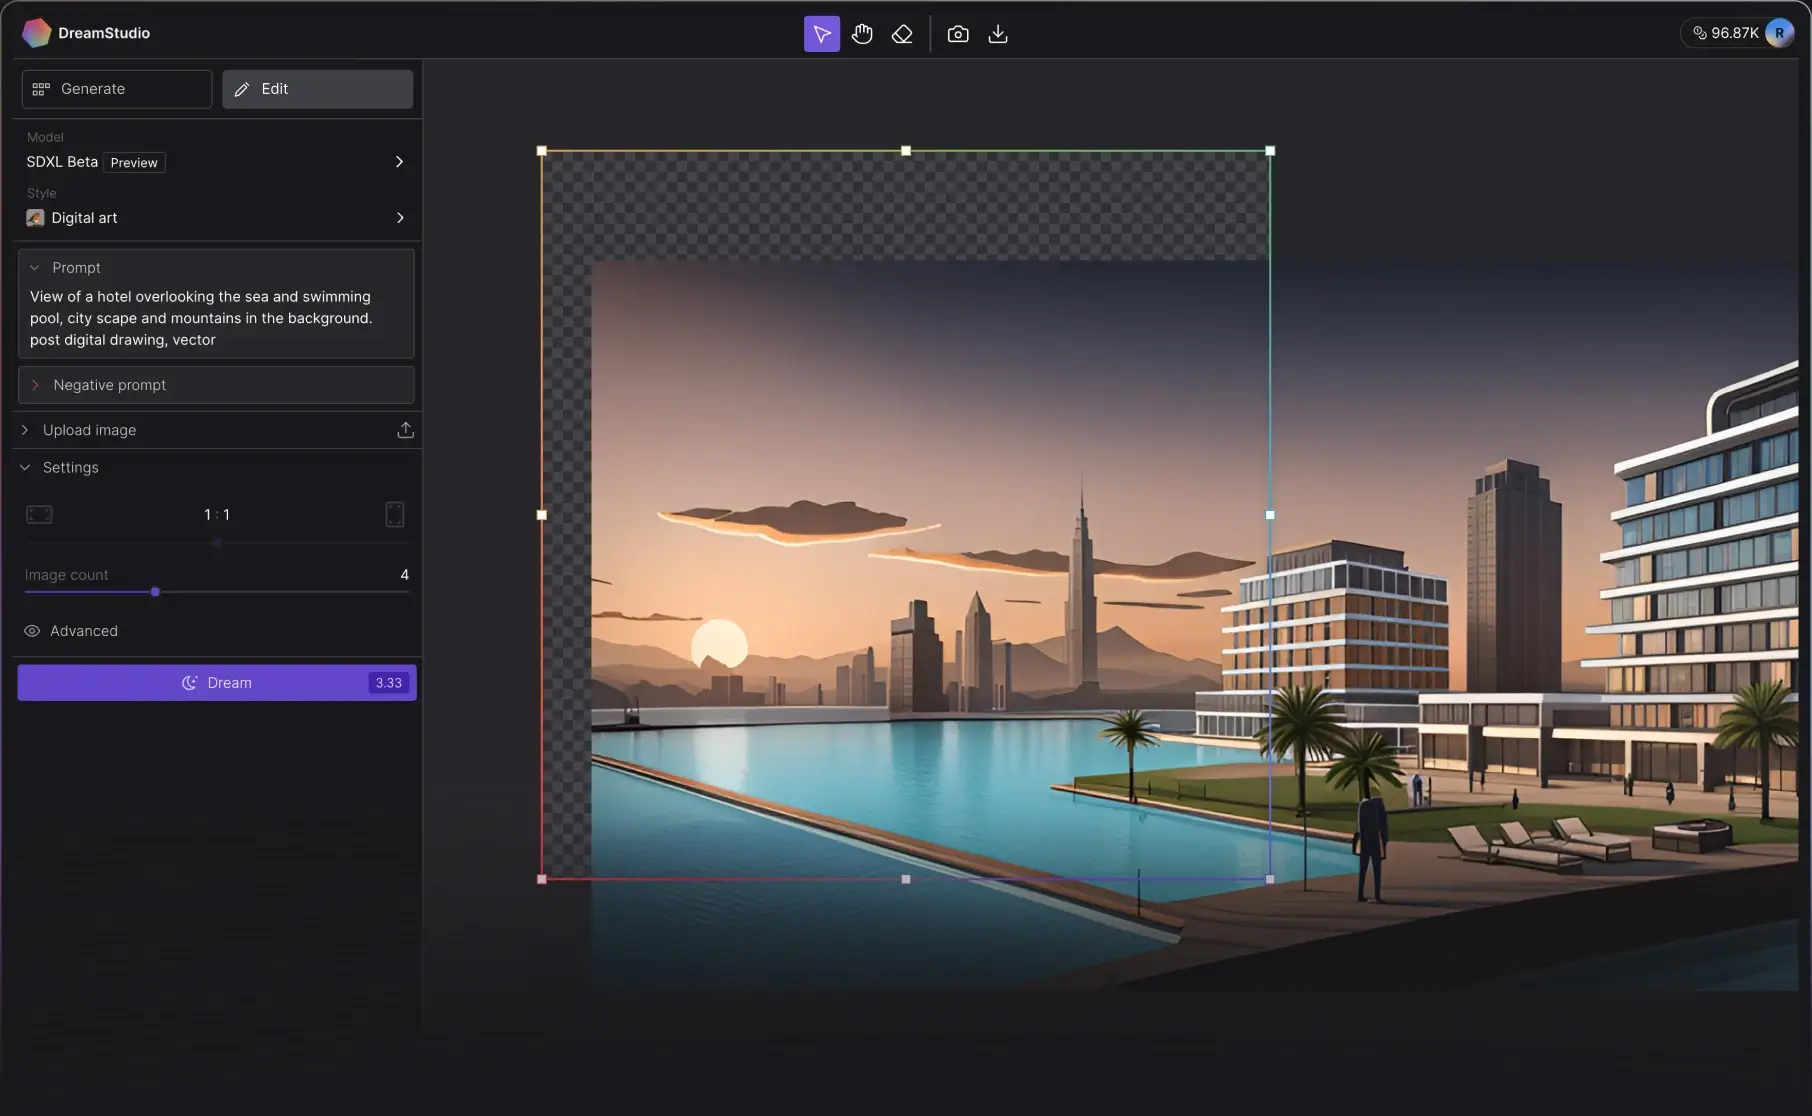 DreamStudio
96.87K
R
Generate
Edit
Model
SDXL Beta Preview
Style
Digital art
Prompt
View of a hotel overlooking the sea and swimming
pool, city scape and mountains in the background.
post digital drawing, vector
Negative prompt
Upload image
Settings
1 : 1
Image count 4
Advanced
Dream 3.33